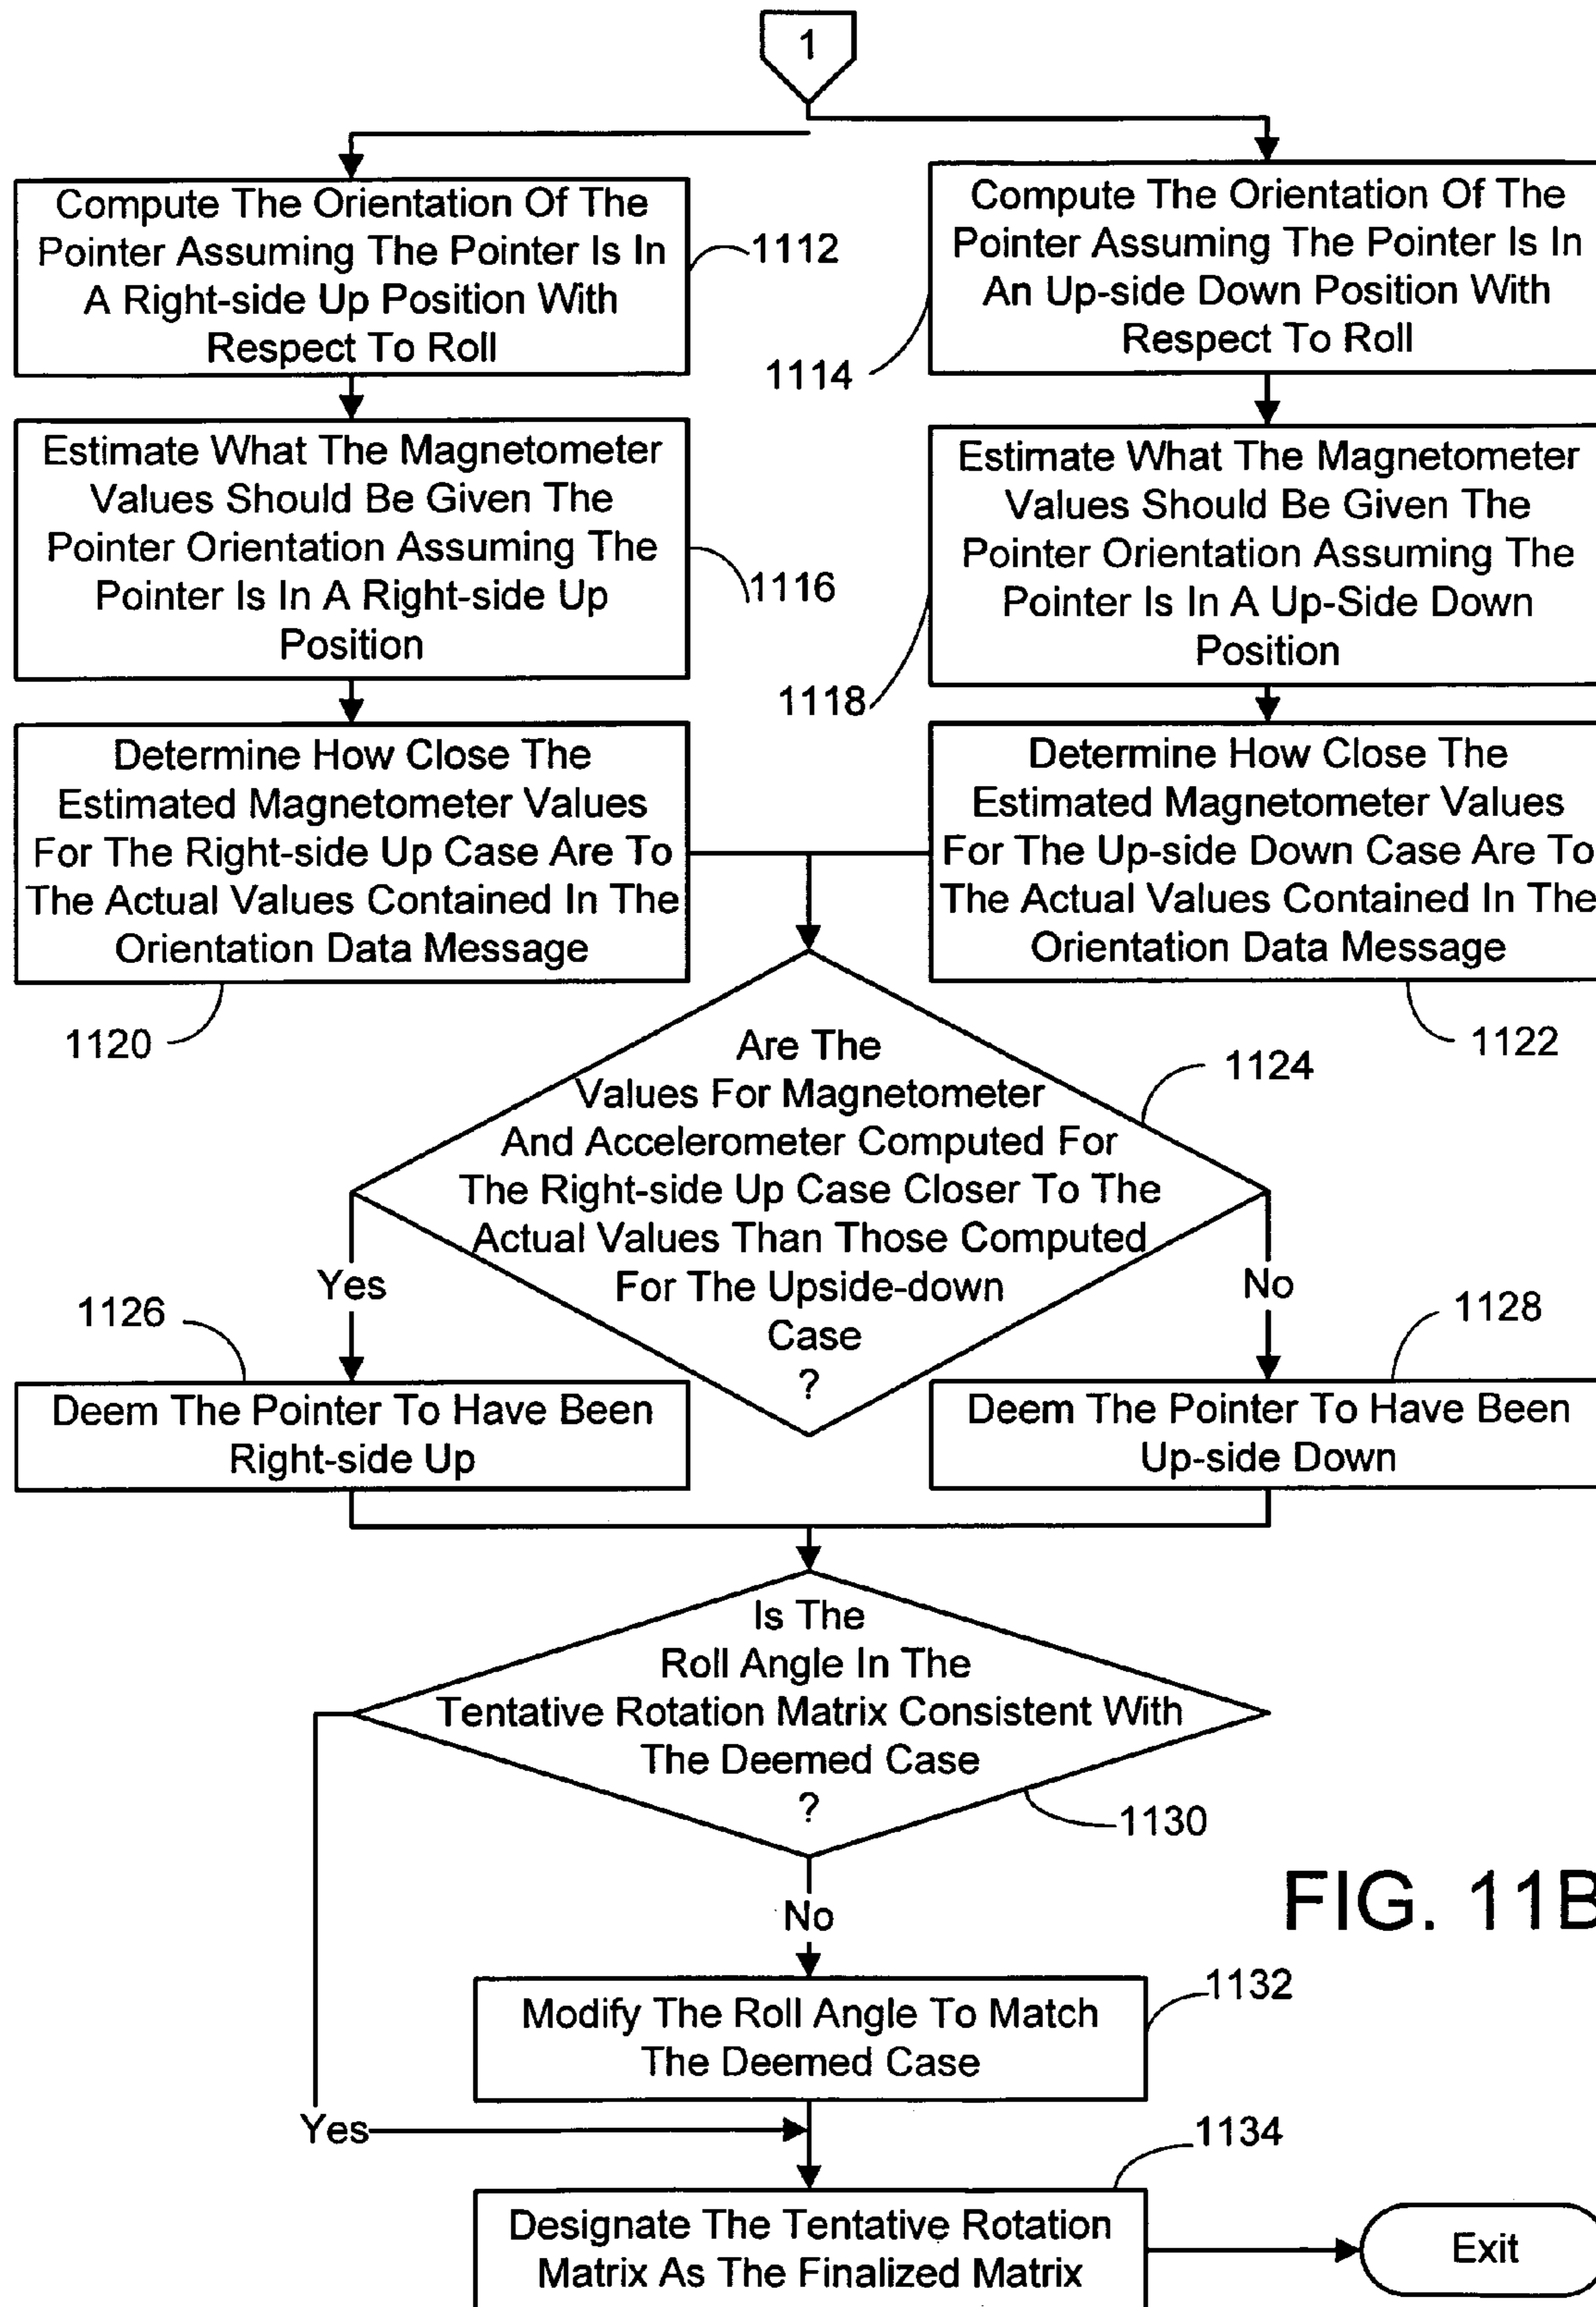 1
Compute The Orientation Of The
Pointer Assuming The Pointer Is In
A Right-side Up Position With
Respect To Roll
1112
Compute The Orientation Of The
Pointer Assuming The Pointer Is In
An Up-side Down Position With
Respect To Roll
1114
Estimate What The Magnetometer
Values Should Be Given The
Pointer Orientation Assuming The
Pointer Is In A Right-side Up
Position
1116
Estimate What The Magnetometer
Values Should Be Given The
Pointer Orientation Assuming The
Pointer Is In A Up-Side Down
Position
1118
Determine How Close The
Estimated Magnetometer Values
For The Right-side Up Case Are To
The Actual Values Contained In The
Orientation Data Message
1120
Determine How Close The
Estimated Magnetometer Values
For The Up-side Down Case Are To
The Actual Values Contained In The
Orientation Data Message
1122
Are The
Values For Magnetometer
And Accelerometer Computed For
The Right-side Up Case Closer To The
Actual Values Than Those Computed
For The Upside-down
Case
?
1124
Yes
No
1126
Deem The Pointer To Have Been
Right-side Up
1128
Deem The Pointer To Have Been
Up-side Down
Is The
Roll Angle In The
Tentative Rotation Matrix Consistent With
The Deemed Case
?
1130
No
FIG. 11B
Modify The Roll Angle To Match
The Deemed Case
1132
Yes
1134
Designate The Tentative Rotation
Matrix As The Finalized Matrix
Exit